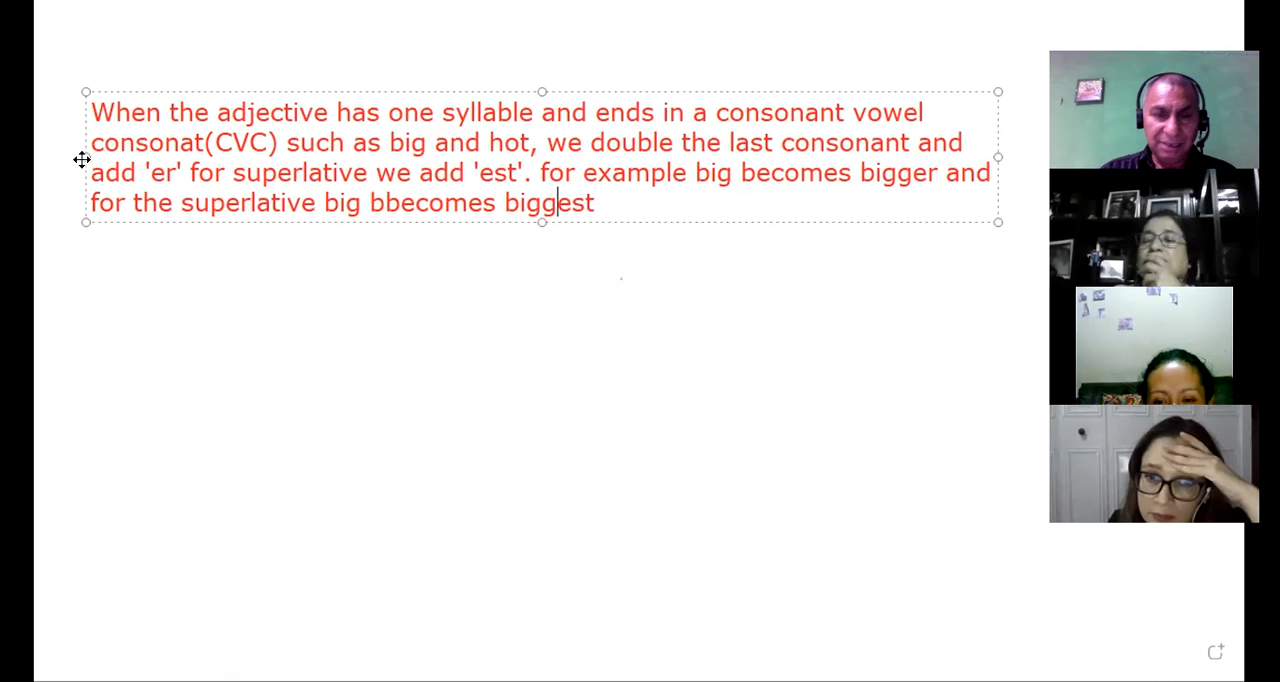 When the adjective has one syllable and ends in a consonant vowel
consonat(CVC) such as big and hot, we double the last consonant and
add 'er' for superlative we add 'est'. for example big becomes bigger and
for the superlative big bbecomes biggest